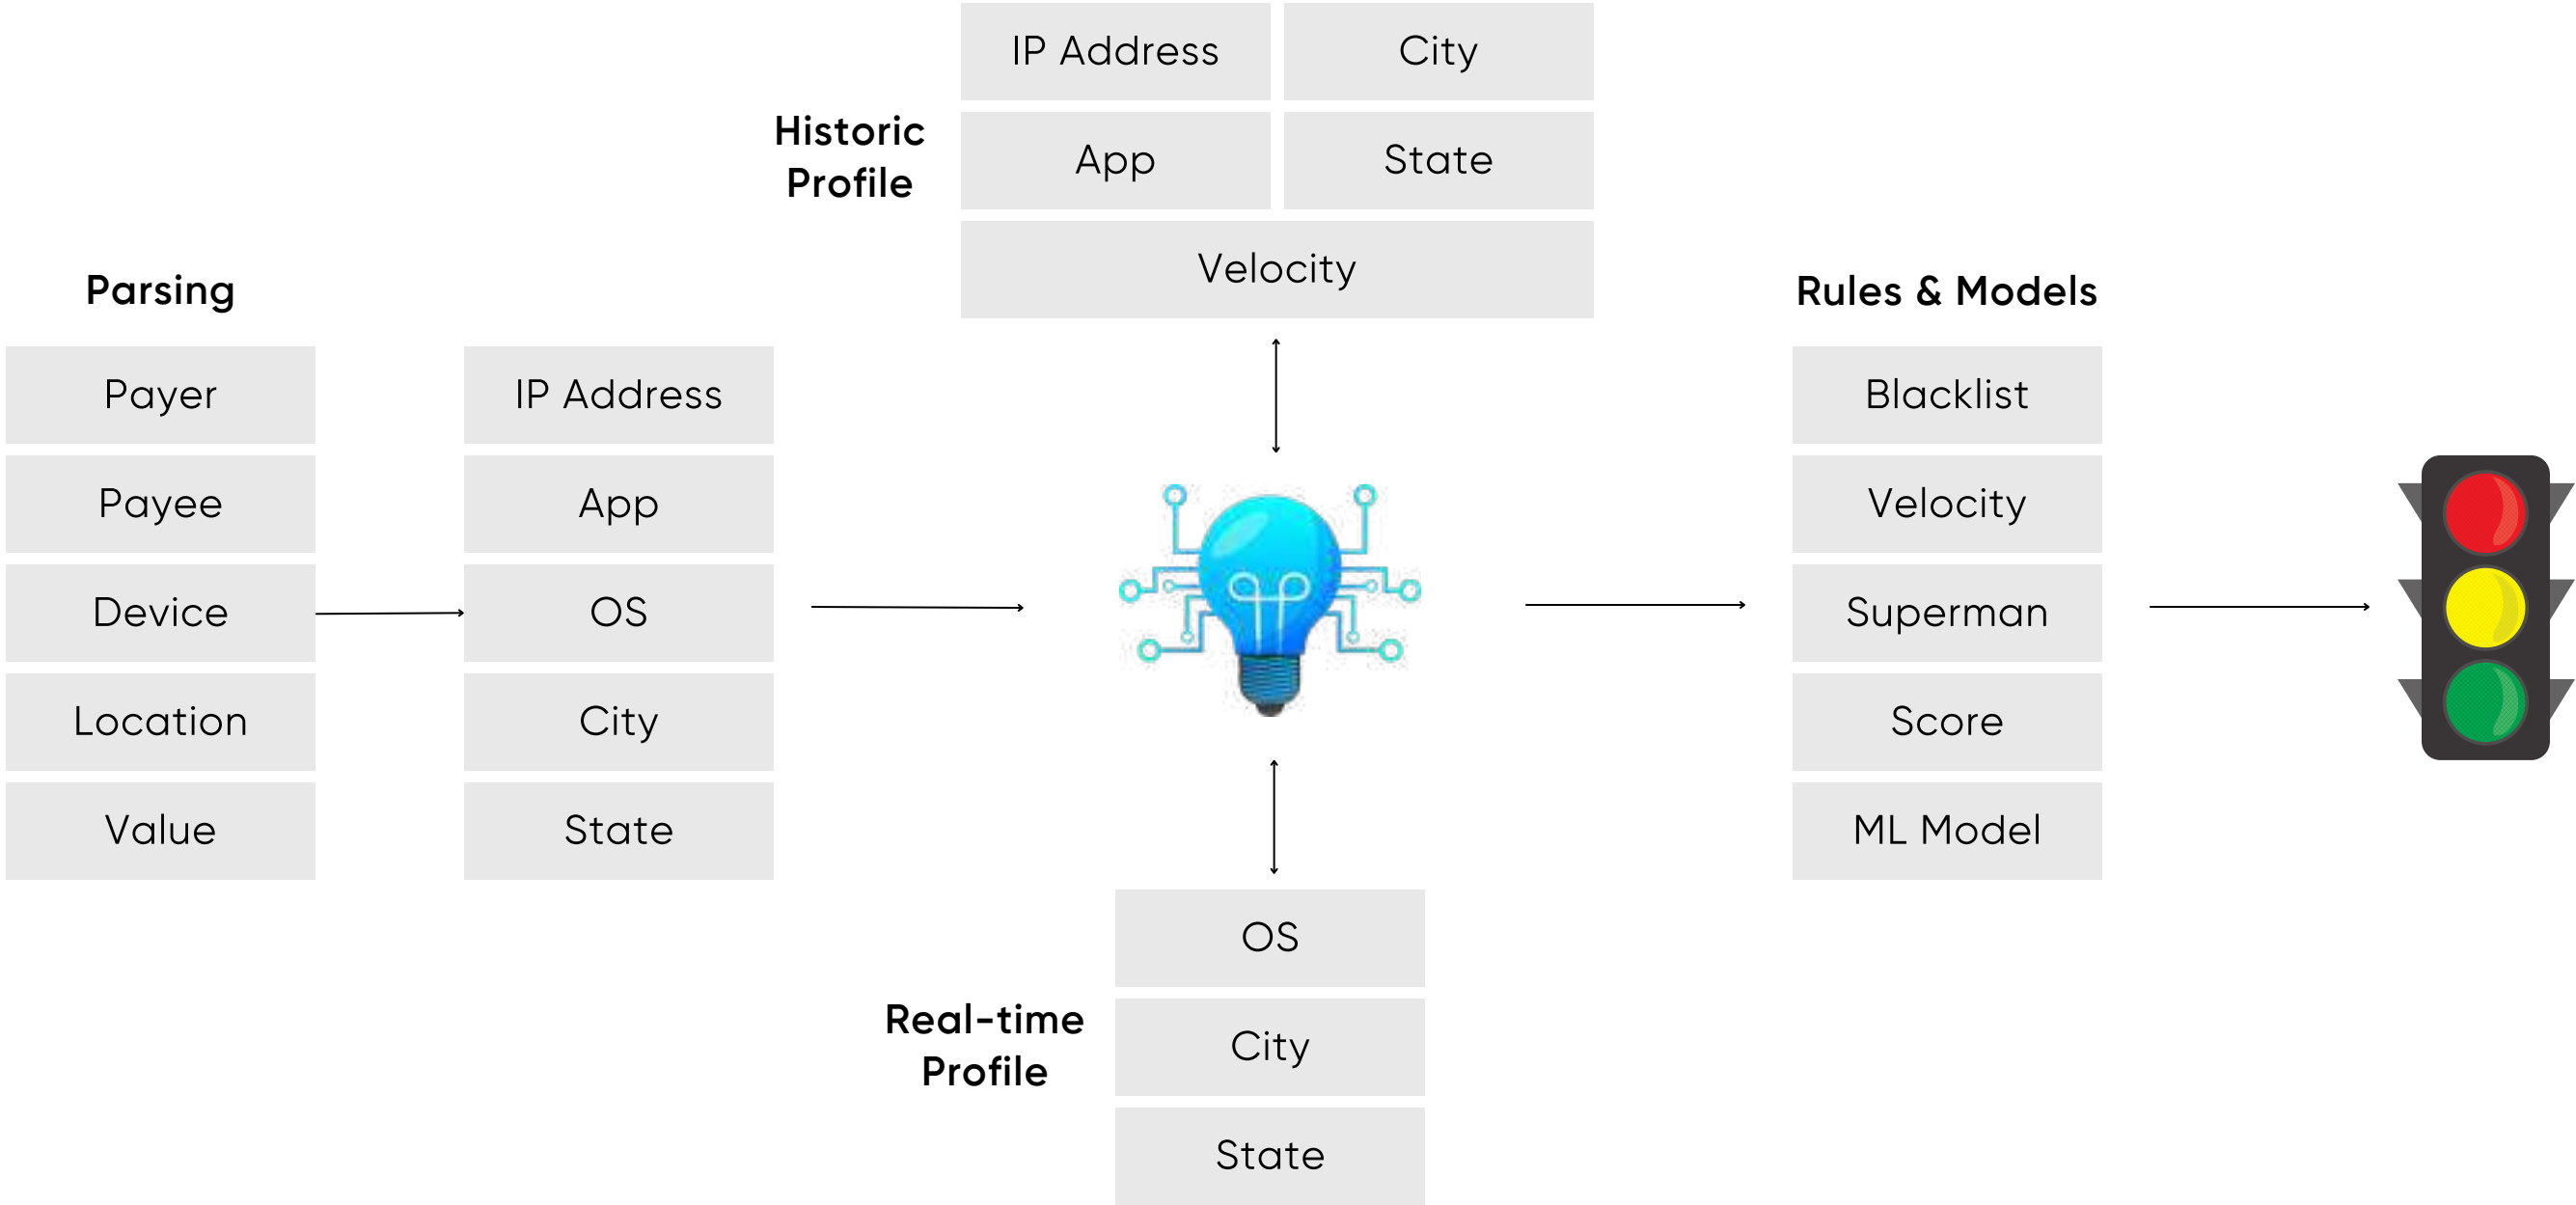 Parsing
Payer
Payee
Device
Location
Value
IP Address
App
OS
City
State
Historic
Profile
IP Address
City
App
State
Velocity
Real-time
Profile
OS
City
State
Rules & Models
Blacklist
Velocity
Superman
Score
ML Model